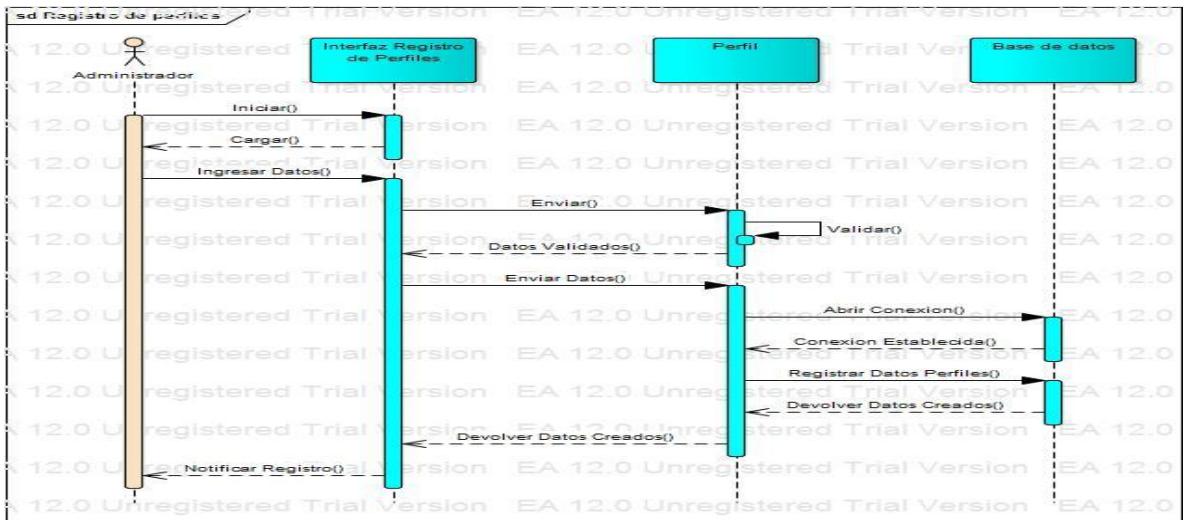 sd Registro de perfiles
Administrador
Interfaz Registro
de Perfiles
Perfil
Base de datos
Iniciar()
Cargar()
Ingresar Datos()
Enviar()
Validar()
Datos Validados()
Enviar Datos()
Abrir Conexion()
Conexion Establecida()
Registrar Datos Perfiles()
Devolver Datos Creados()
Devolver Datos Creados()
Notificar Registro()
EA 12.0 Unregistered Trial Version